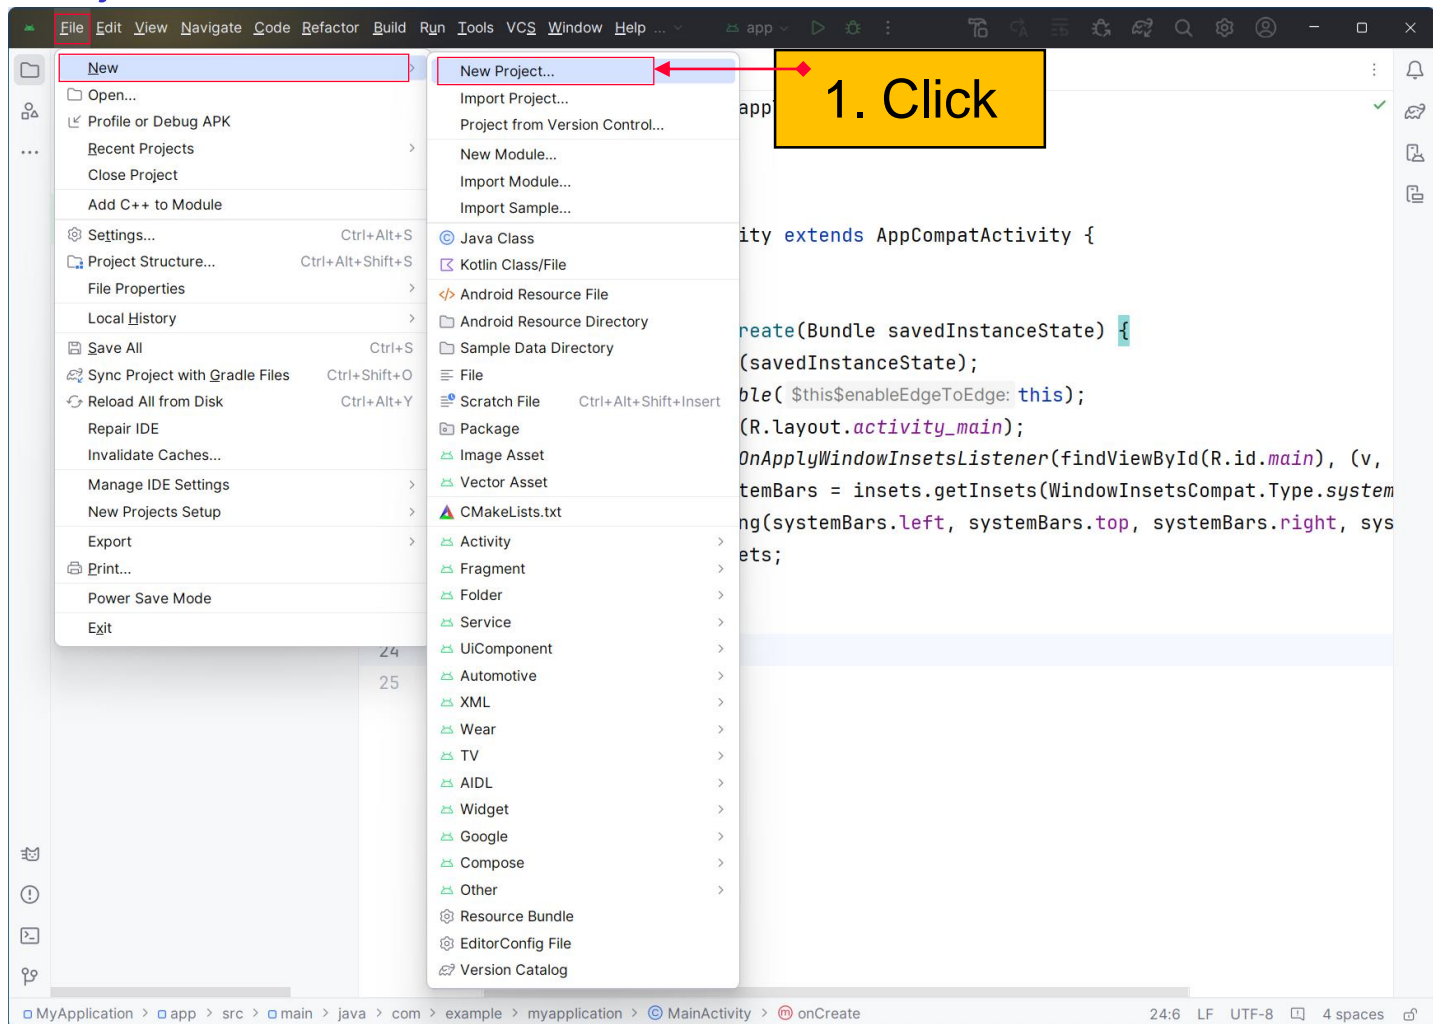 File Edit View Navigate Code Refactor Build Run Tools VCS Window Help ... app
New
Open...
Profile or Debug APK
Recent Projects
Close Project
Add C++ to Module
Settings... Ctrl+Alt+S
Project Structure... Ctrl+Alt+Shift+S
File Properties
Local History
Save All Ctrl+S
Sync Project with Gradle Files Ctrl+Shift+O
Reload All from Disk Ctrl+Alt+Y
Repair IDE
Invalidate Caches...
Manage IDE Settings
New Projects Setup
Export
Print...
Power Save Mode
Exit
New Project...
Import Project...
Project from Version Control...
New Module...
Import Module...
Import Sample...
Java Class
Kotlin Class/File
Android Resource File
Android Resource Directory
Sample Data Directory
File
Scratch File Ctrl+Alt+Shift+Insert
Package
Image Asset
Vector Asset
CMakeLists.txt
Activity
Fragment
Folder
Service
UiComponent
Automotive
XML
Wear
TV
AIDL
Widget
Google
Compose
Other
Resource Bundle
EditorConfig File
Version Catalog
1. Click
app
ity extends AppCompatActivity {
reate(Bundle savedInstanceState) {
(savedInstanceState);
ble( $this$enableEdgeToEdge: this);
(R.layout.activity_main);
OnApplyWindowInsetsListener(findViewById(R.id.main), (v,
temBars = insets.getInsets(WindowInsetsCompat.Type.system
ng(systemBars.left, systemBars.top, systemBars.right, sys
ets;
24
25
MyApplication > app > src > main > java > com > example > myapplication > MainActivity > onCreate
24:6 LF UTF-8 4 spaces